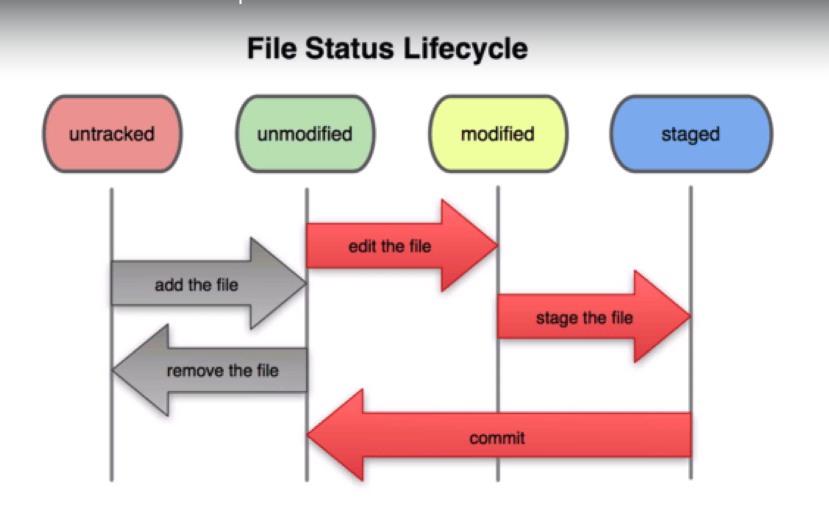 File Status Lifecycle
untracked
unmodified
modified
staged
edit the file
add the file
stage the file
remove the file
commit